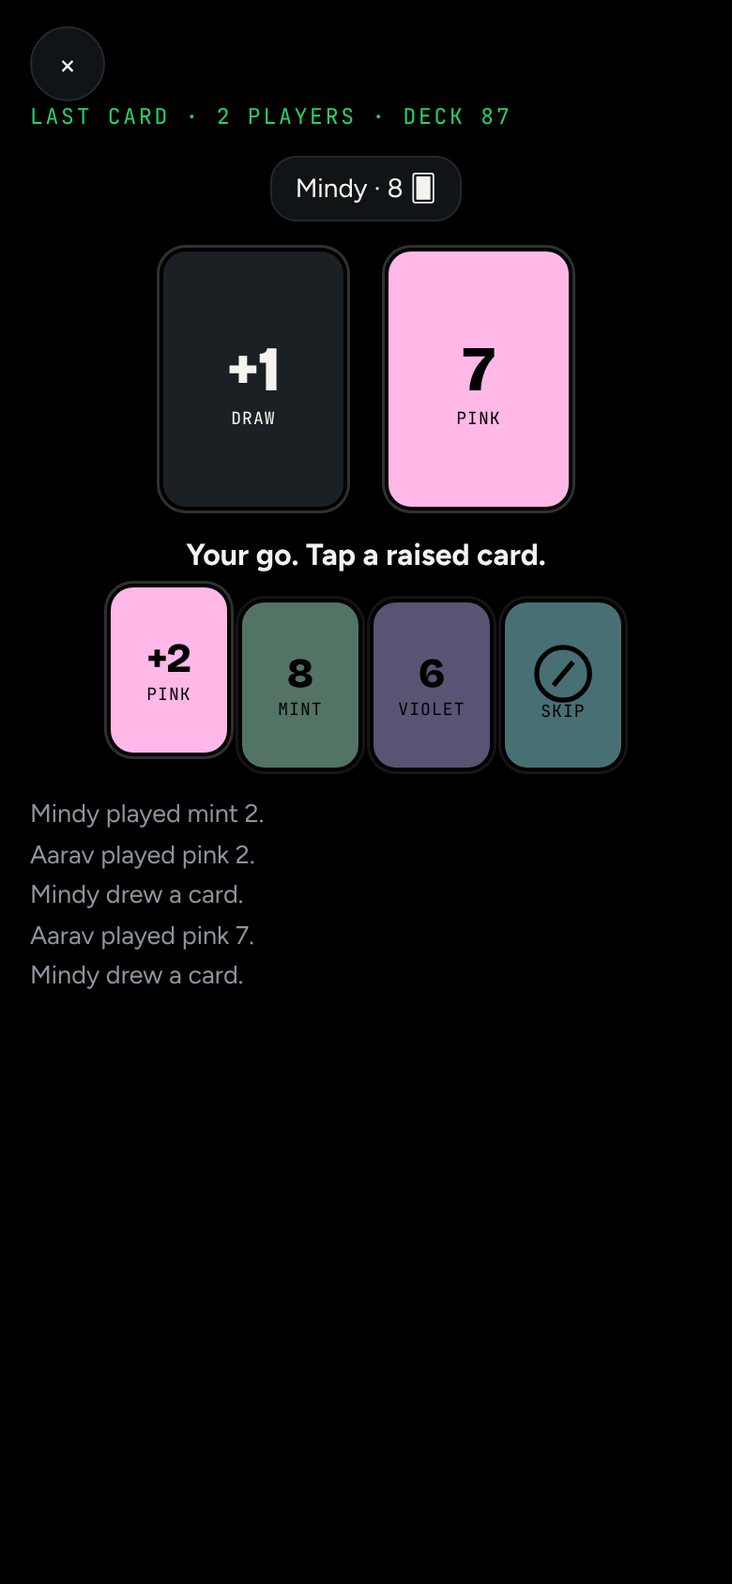 ×
LAST CARD · 2 PLAYERS · DECK 87
Mindy · 8 🂠
+1
DRAW
7
PINK
Your go. Tap a raised card.
+2
PINK
8
MINT
6
VIOLET
SKIP
Mindy played mint 2.
Aarav played pink 2.
Mindy drew a card.
Aarav played pink 7.
Mindy drew a card.